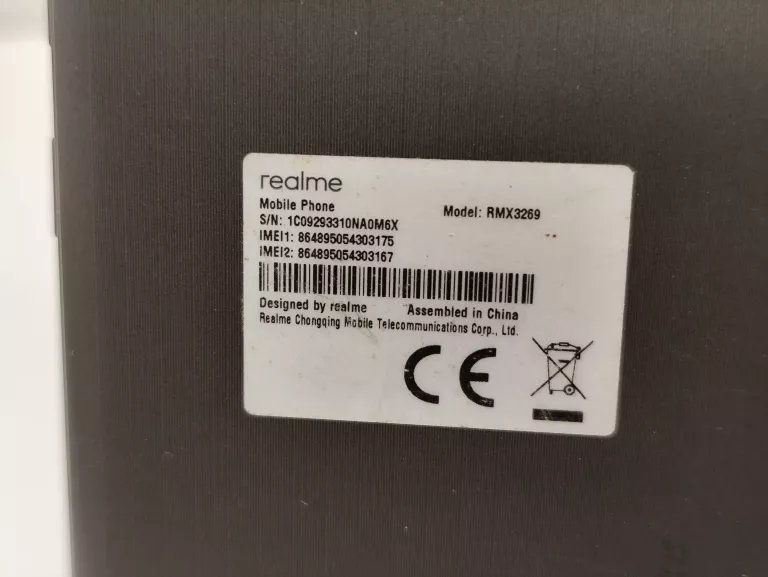 realme
Mobile Phone Model: RMX3269
S/N: 1C09293310NA0M6X
IMEI1: 864895054303175
IMEI2: 864895054303167
Designed by realme Assembled in China
Realme Chongqing Mobile Telecommunications Corp., Ltd.
CE